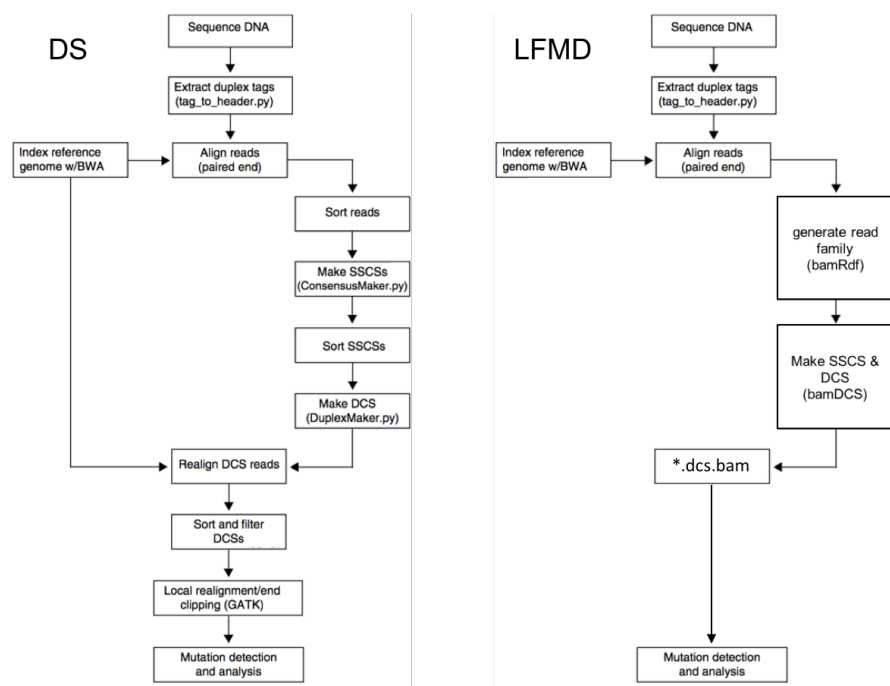 DS
Sequence DNA
Extract duplex tags
(tag_to_header.py)
Index reference
genome w/BWA
Align reads
(paired end)
Sort reads
Make SSCSs
(ConsensusMaker.py)
Sort SSCSs
Make DCS
(DuplexMaker.py)
Realign DCS reads
Sort and filter
DCSs
Local realignment/end
clipping (GATK)
Mutation detection
and analysis
LFMD
Sequence DNA
Extract duplex tags
(tag_to_header.py)
Index reference
genome w/BWA
Align reads
(paired end)
generate read
family
(bamRdf)
Make SSCS &
DCS
(bamDCS)
*.dcs.bam
Mutation detection
and analysis